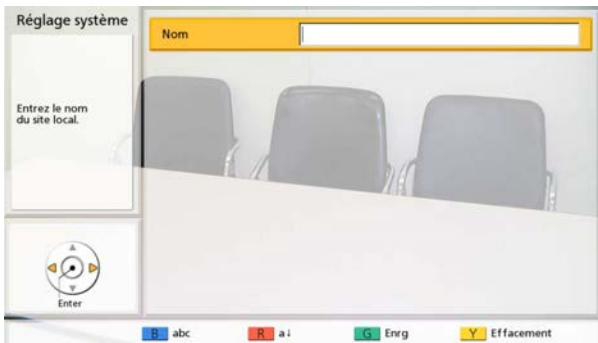 Réglage système
Nom
Entrez le nom
du site local.
Enter
B abc R a↓ G Enrg Y Effacement